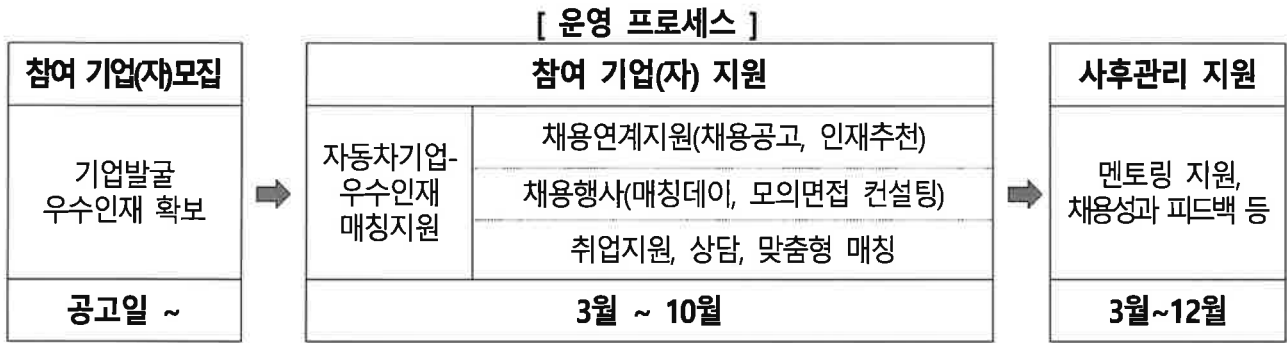 [ 운영 프로세스 ]
참여 기업(자)모집
기업발굴
우수인재 확보
공고일 ~
참여 기업(자) 지원
자동차기업-
우수인재
매칭지원
채용연계지원(채용공고, 인재추천)
채용행사(매칭데이, 모의면접 컨설팅)
취업지원, 상담, 맞춤형 매칭
3월 ~ 10월
사후관리 지원
멘토링 지원,
채용성과 피드백 등
3월~12월